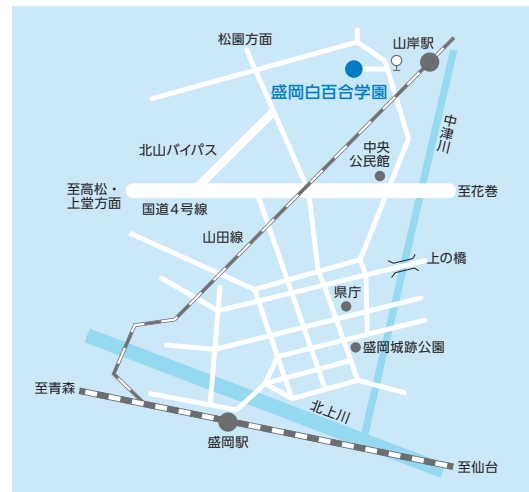 松園方面
山岸駅
盛岡白百合学園
中津川
北山バイパス
中央
公民館
至高松・
上堂方面
国道4号線
至花巻
山田線
上の橋
県庁
盛岡城跡公園
至青森
北上川
盛岡駅
至仙台